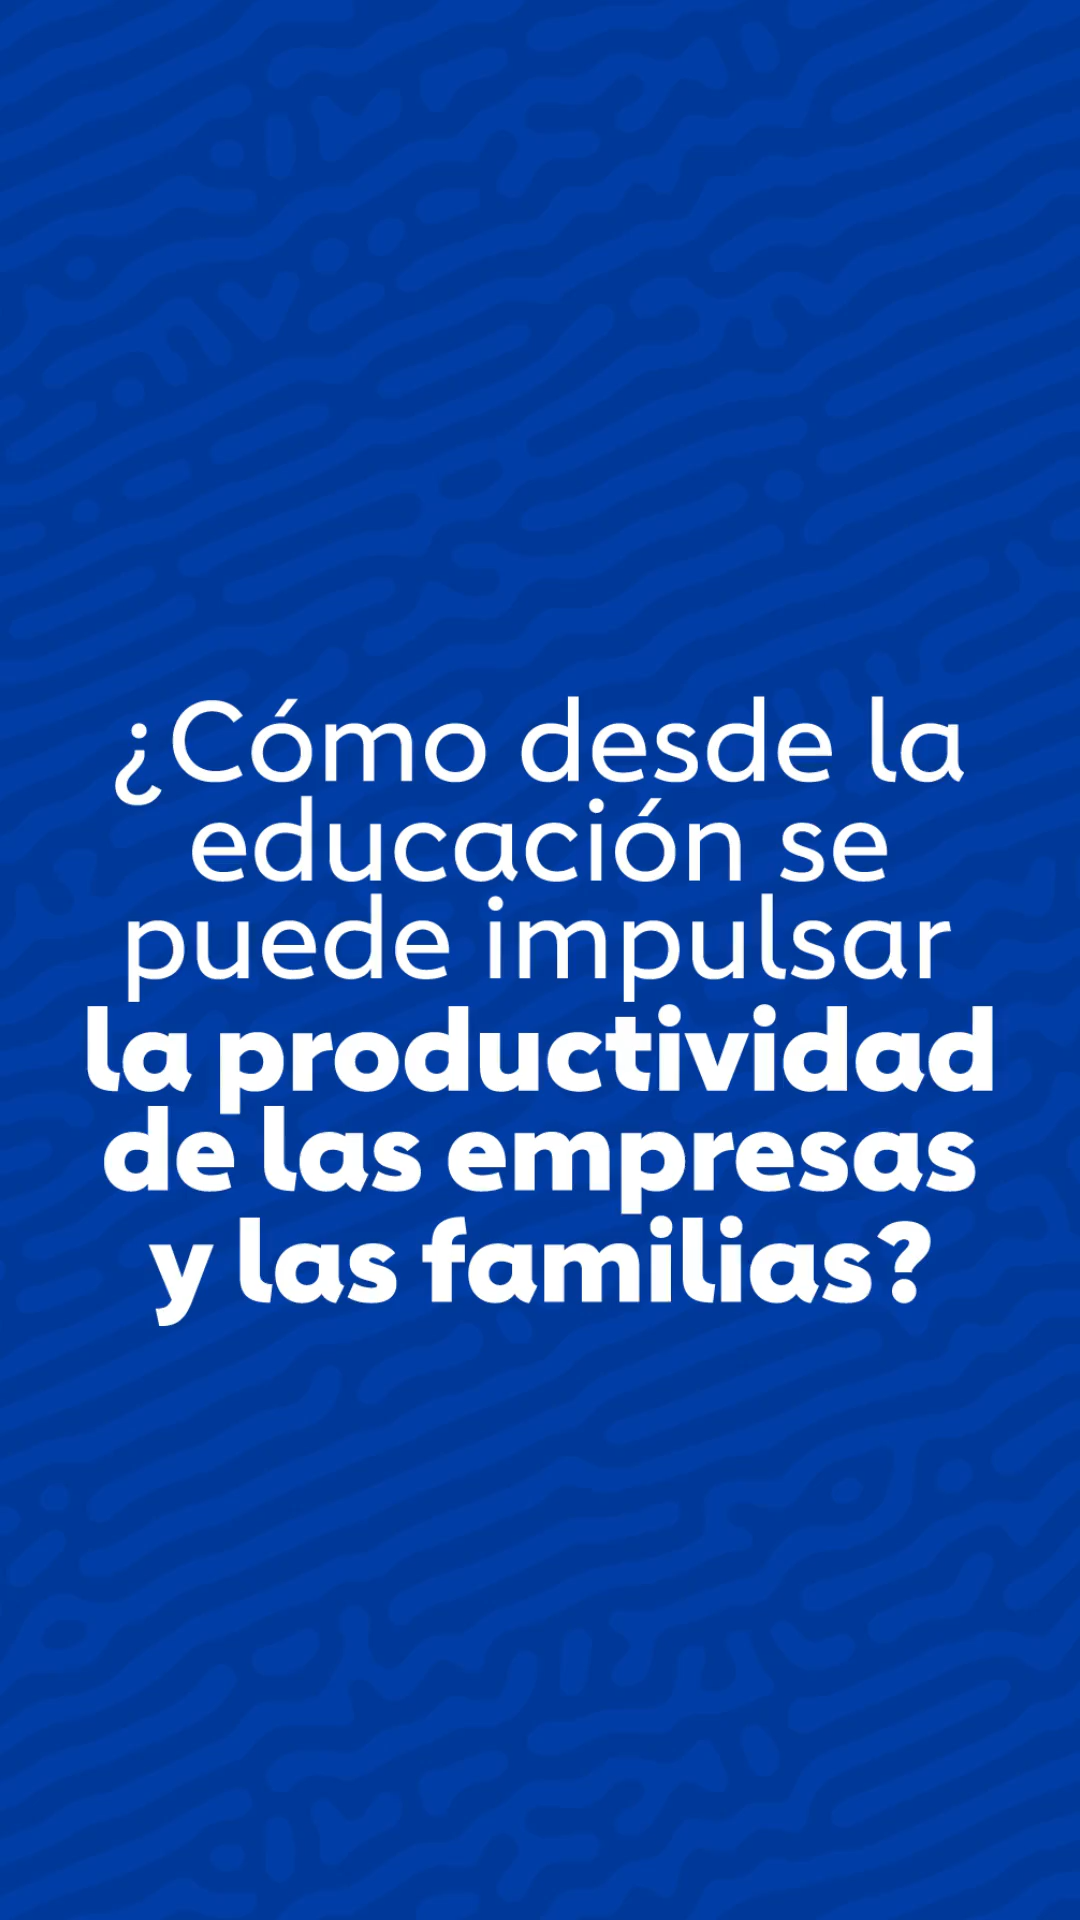 ¿Cómo desde la
educación se
puede impulsar
la productividad
de las empresas
y las familias?